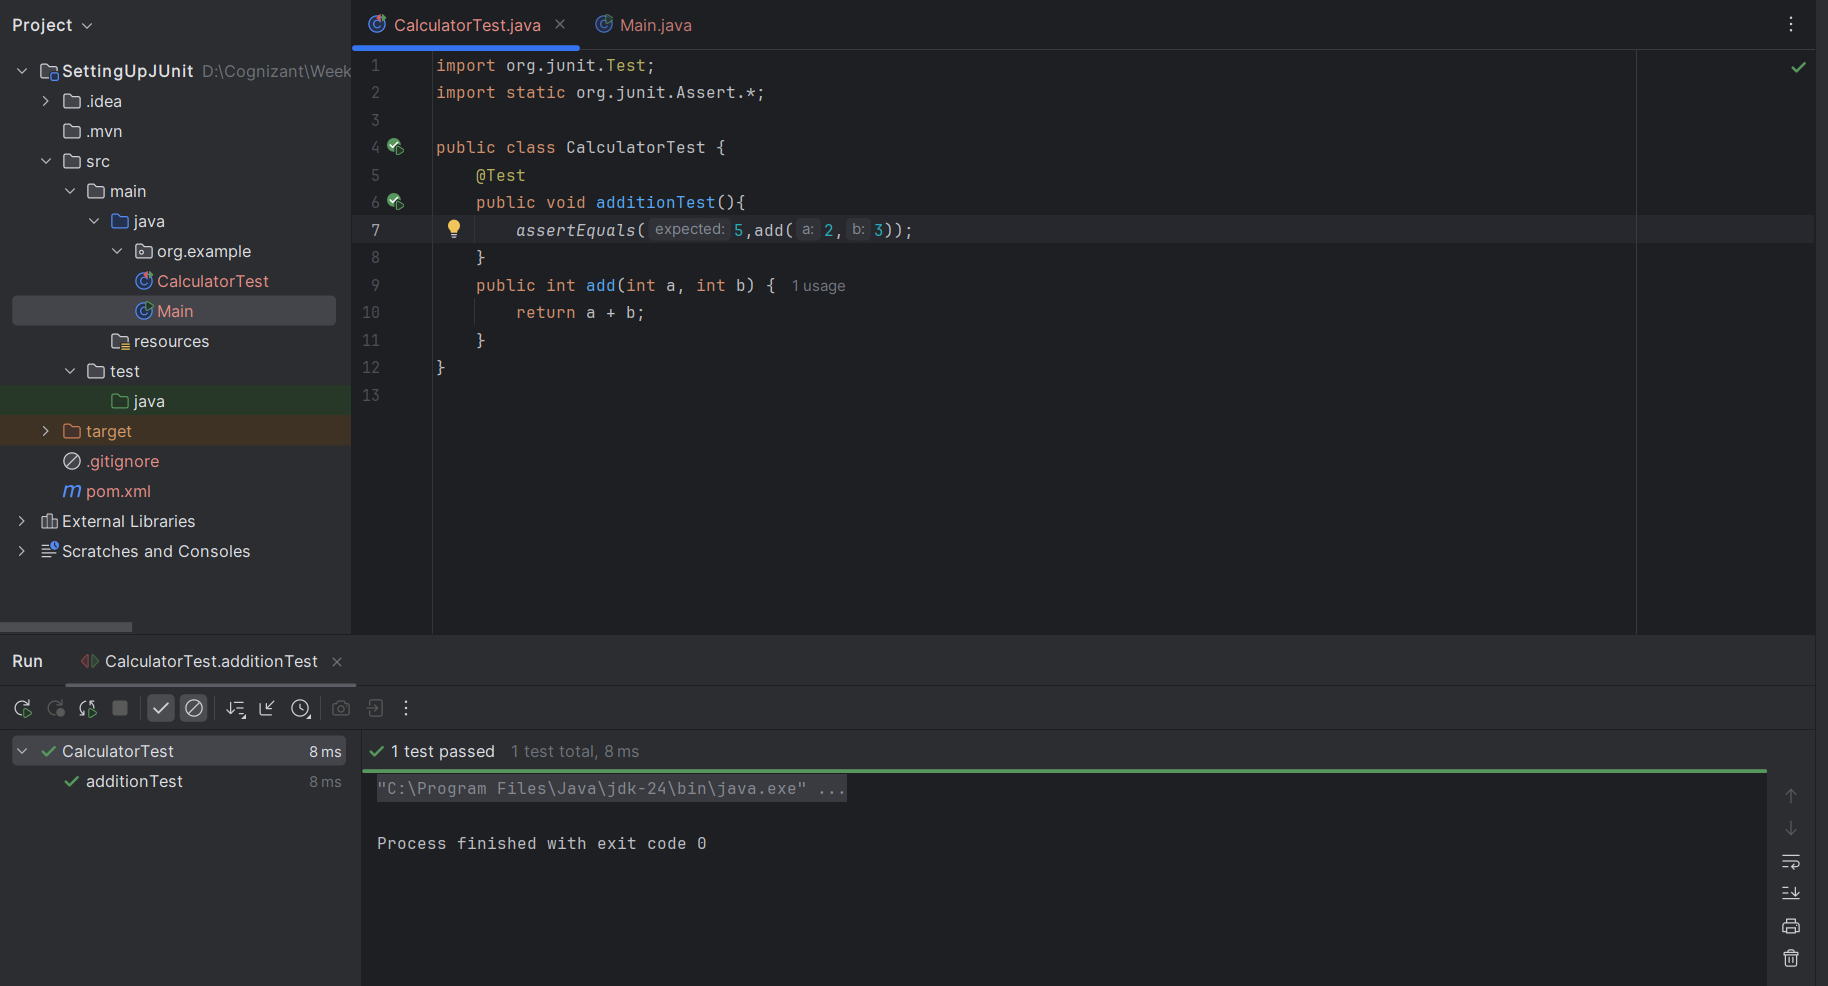 Project
CalculatorTest.java
Main.java
SettingUpJUnit D:\Cognizant\Week
.idea
.mvn
src
main
java
org.example
CalculatorTest
Main
resources
test
java
target
.gitignore
pom.xml
External Libraries
Scratches and Consoles
1 import org.junit.Test;
2 import static org.junit.Assert.*;
3
4 public class CalculatorTest {
5 @Test
6 public void additionTest(){
7 assertEquals( expected: 5,add( a: 2, b: 3));
8 }
9 public int add(int a, int b) { 1 usage
10 return a + b;
11 }
12 }
13
Run CalculatorTest.additionTest
CalculatorTest 8 ms
additionTest 8 ms
1 test passed 1 test total, 8 ms
"C:\Program Files\Java\jdk-24\bin\java.exe" ...
Process finished with exit code 0